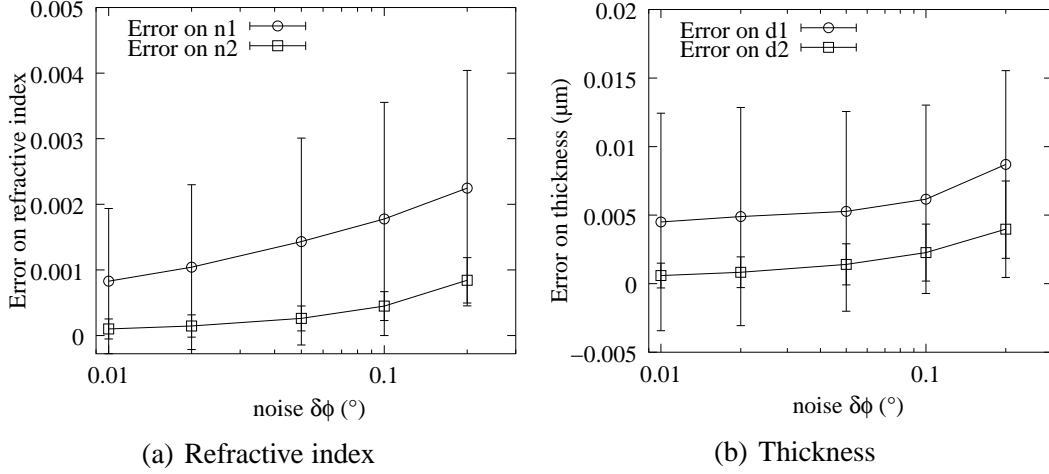 0.005
0.004
0.003
0.002
0.001
0
Error on refractive index
Error on n1
Error on n2
0.01
0.1
noise δϕ (°)
(a) Refractive index
0.02
0.015
0.01
0.005
0
−0.005
Error on thickness (μm)
Error on d1
Error on d2
0.01
0.1
noise δϕ (°)
(b) Thickness